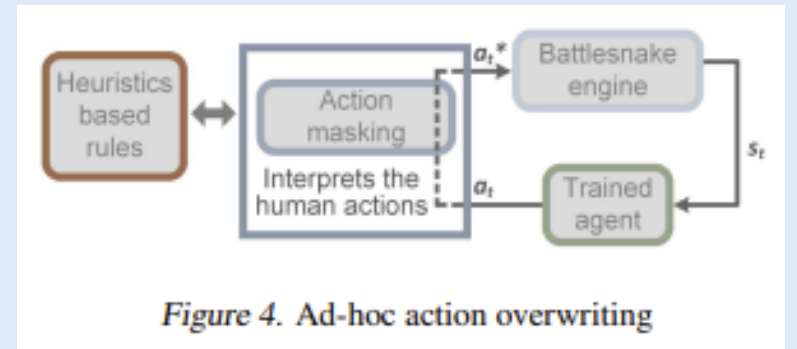 Heuristics
based
rules
Action
masking
Interprets the
human actions
a_t*
a_t
Battlesnake
engine
s_t
Trained
agent
Figure 4. Ad-hoc action overwriting